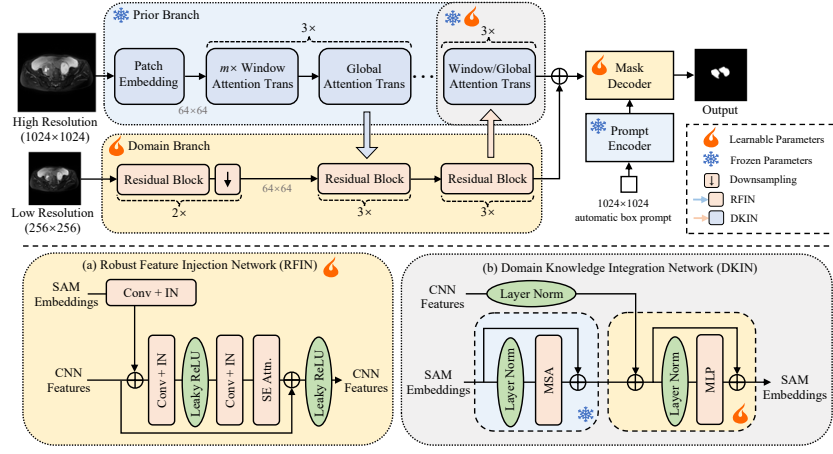 Prior Branch
3×
3×
Patch
Embedding
m× Window
Attention Trans
Global
Attention Trans
Window/Global
Attention Trans
64×64
High Resolution
(1024×1024)
Mask
Decoder
Output
Prompt
Encoder
1024×1024
automatic box prompt
Learnable Parameters
Frozen Parameters
Downsampling
RFIN
DKIN
Domain Branch
Residual Block
64×64
Residual Block
Residual Block
2×
3×
3×
Low Resolution
(256×256)
(a) Robust Feature Injection Network (RFIN)
SAM
Embeddings
Conv + IN
CNN
Features
Conv + IN
Leaky ReLU
Conv + IN
SE Attn.
Leaky ReLU
CNN
Features
(b) Domain Knowledge Integration Network (DKIN)
CNN
Features
Layer Norm
SAM
Embeddings
Layer Norm
MSA
Layer Norm
MLP
SAM
Embeddings